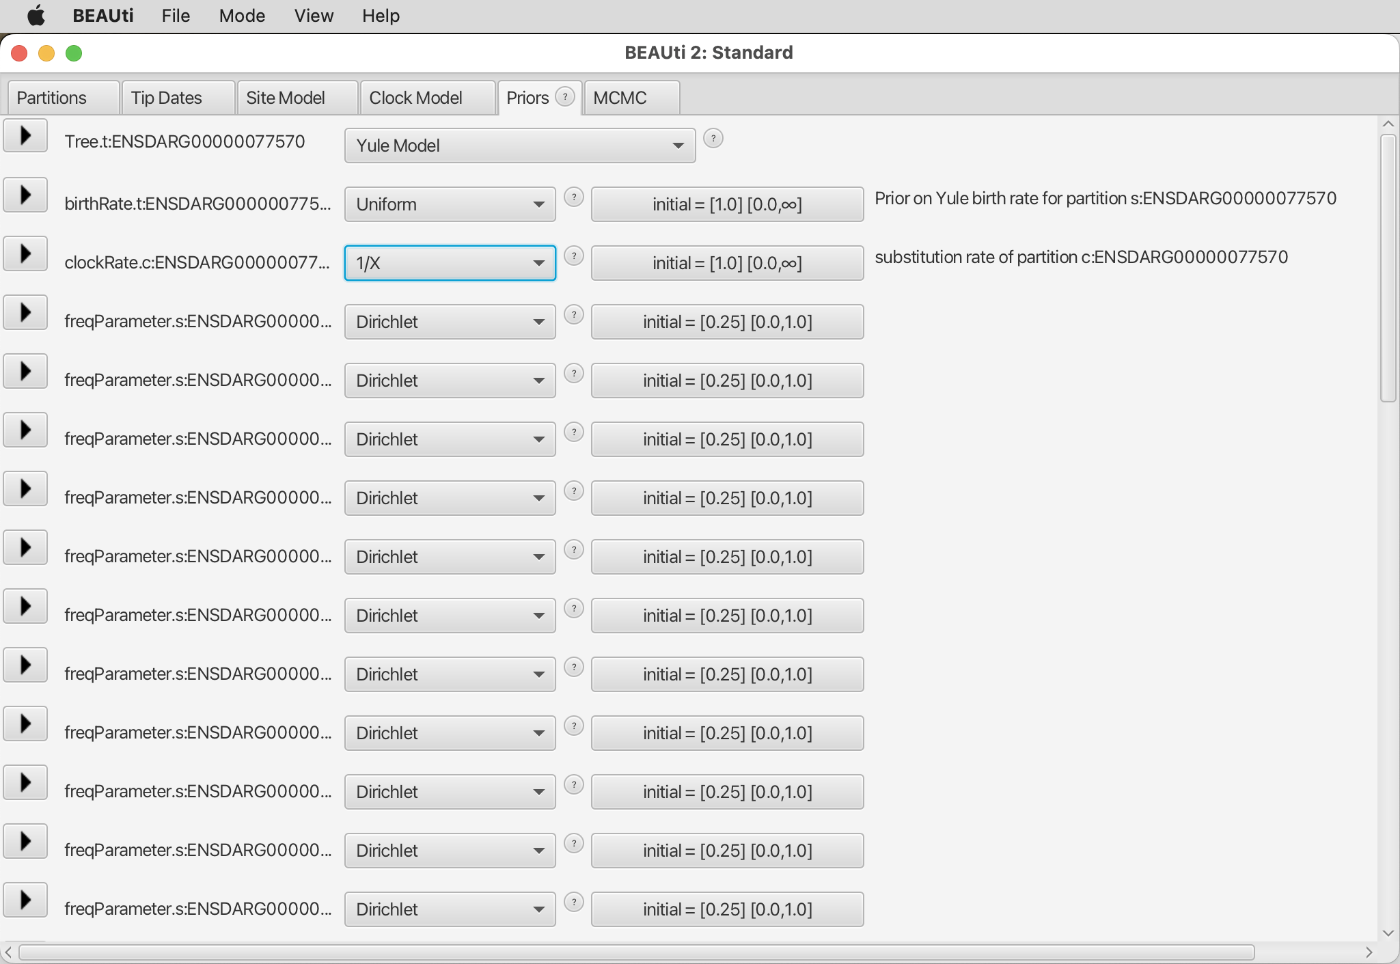 BEAUti File Mode View Help
BEAUti 2: Standard
Partitions Tip Dates Site Model Clock Model Priors ? MCMC
Tree.t:ENSDARG00000077570 Yule Model ?
birthRate.t:ENSDARG000000775... Uniform ? initial = [1.0] [0.0,∞] Prior on Yule birth rate for partition s:ENSDARG00000077570
clockRate.c:ENSDARG00000077... 1/X ? initial = [1.0] [0.0,∞] substitution rate of partition c:ENSDARG00000077570
freqParameter.s:ENSDARG00000... Dirichlet ? initial = [0.25] [0.0,1.0]
freqParameter.s:ENSDARG00000... Dirichlet ? initial = [0.25] [0.0,1.0]
freqParameter.s:ENSDARG00000... Dirichlet ? initial = [0.25] [0.0,1.0]
freqParameter.s:ENSDARG00000... Dirichlet ? initial = [0.25] [0.0,1.0]
freqParameter.s:ENSDARG00000... Dirichlet ? initial = [0.25] [0.0,1.0]
freqParameter.s:ENSDARG00000... Dirichlet ? initial = [0.25] [0.0,1.0]
freqParameter.s:ENSDARG00000... Dirichlet ? initial = [0.25] [0.0,1.0]
freqParameter.s:ENSDARG00000... Dirichlet ? initial = [0.25] [0.0,1.0]
freqParameter.s:ENSDARG00000... Dirichlet ? initial = [0.25] [0.0,1.0]
freqParameter.s:ENSDARG00000... Dirichlet ? initial = [0.25] [0.0,1.0]
freqParameter.s:ENSDARG00000... Dirichlet ? initial = [0.25] [0.0,1.0]